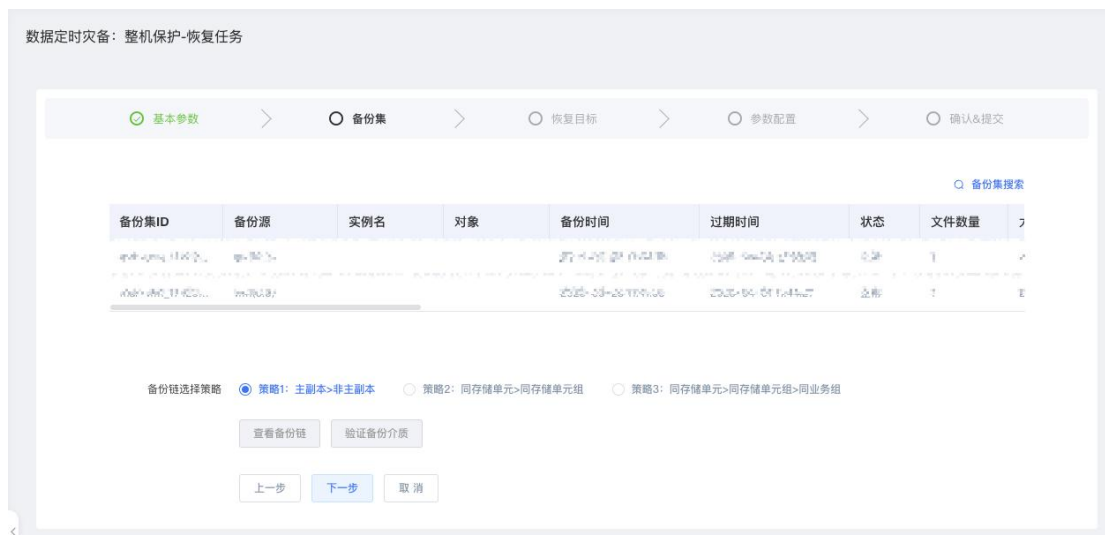 数据定时灾备：整机保护-恢复任务
基本参数 备份集 恢复目标 参数配置 确认&提交
备份集搜索
备份集ID 备份源 实例名 对象 备份时间 过期时间 状态 文件数量
备份链选择策略 策略1：主副本>非主副本 策略2：同存储单元>同存储单元组 策略3：同存储单元>同存储单元组>同业务组
查看备份链 验证备份介质
上一步 下一步 取 消